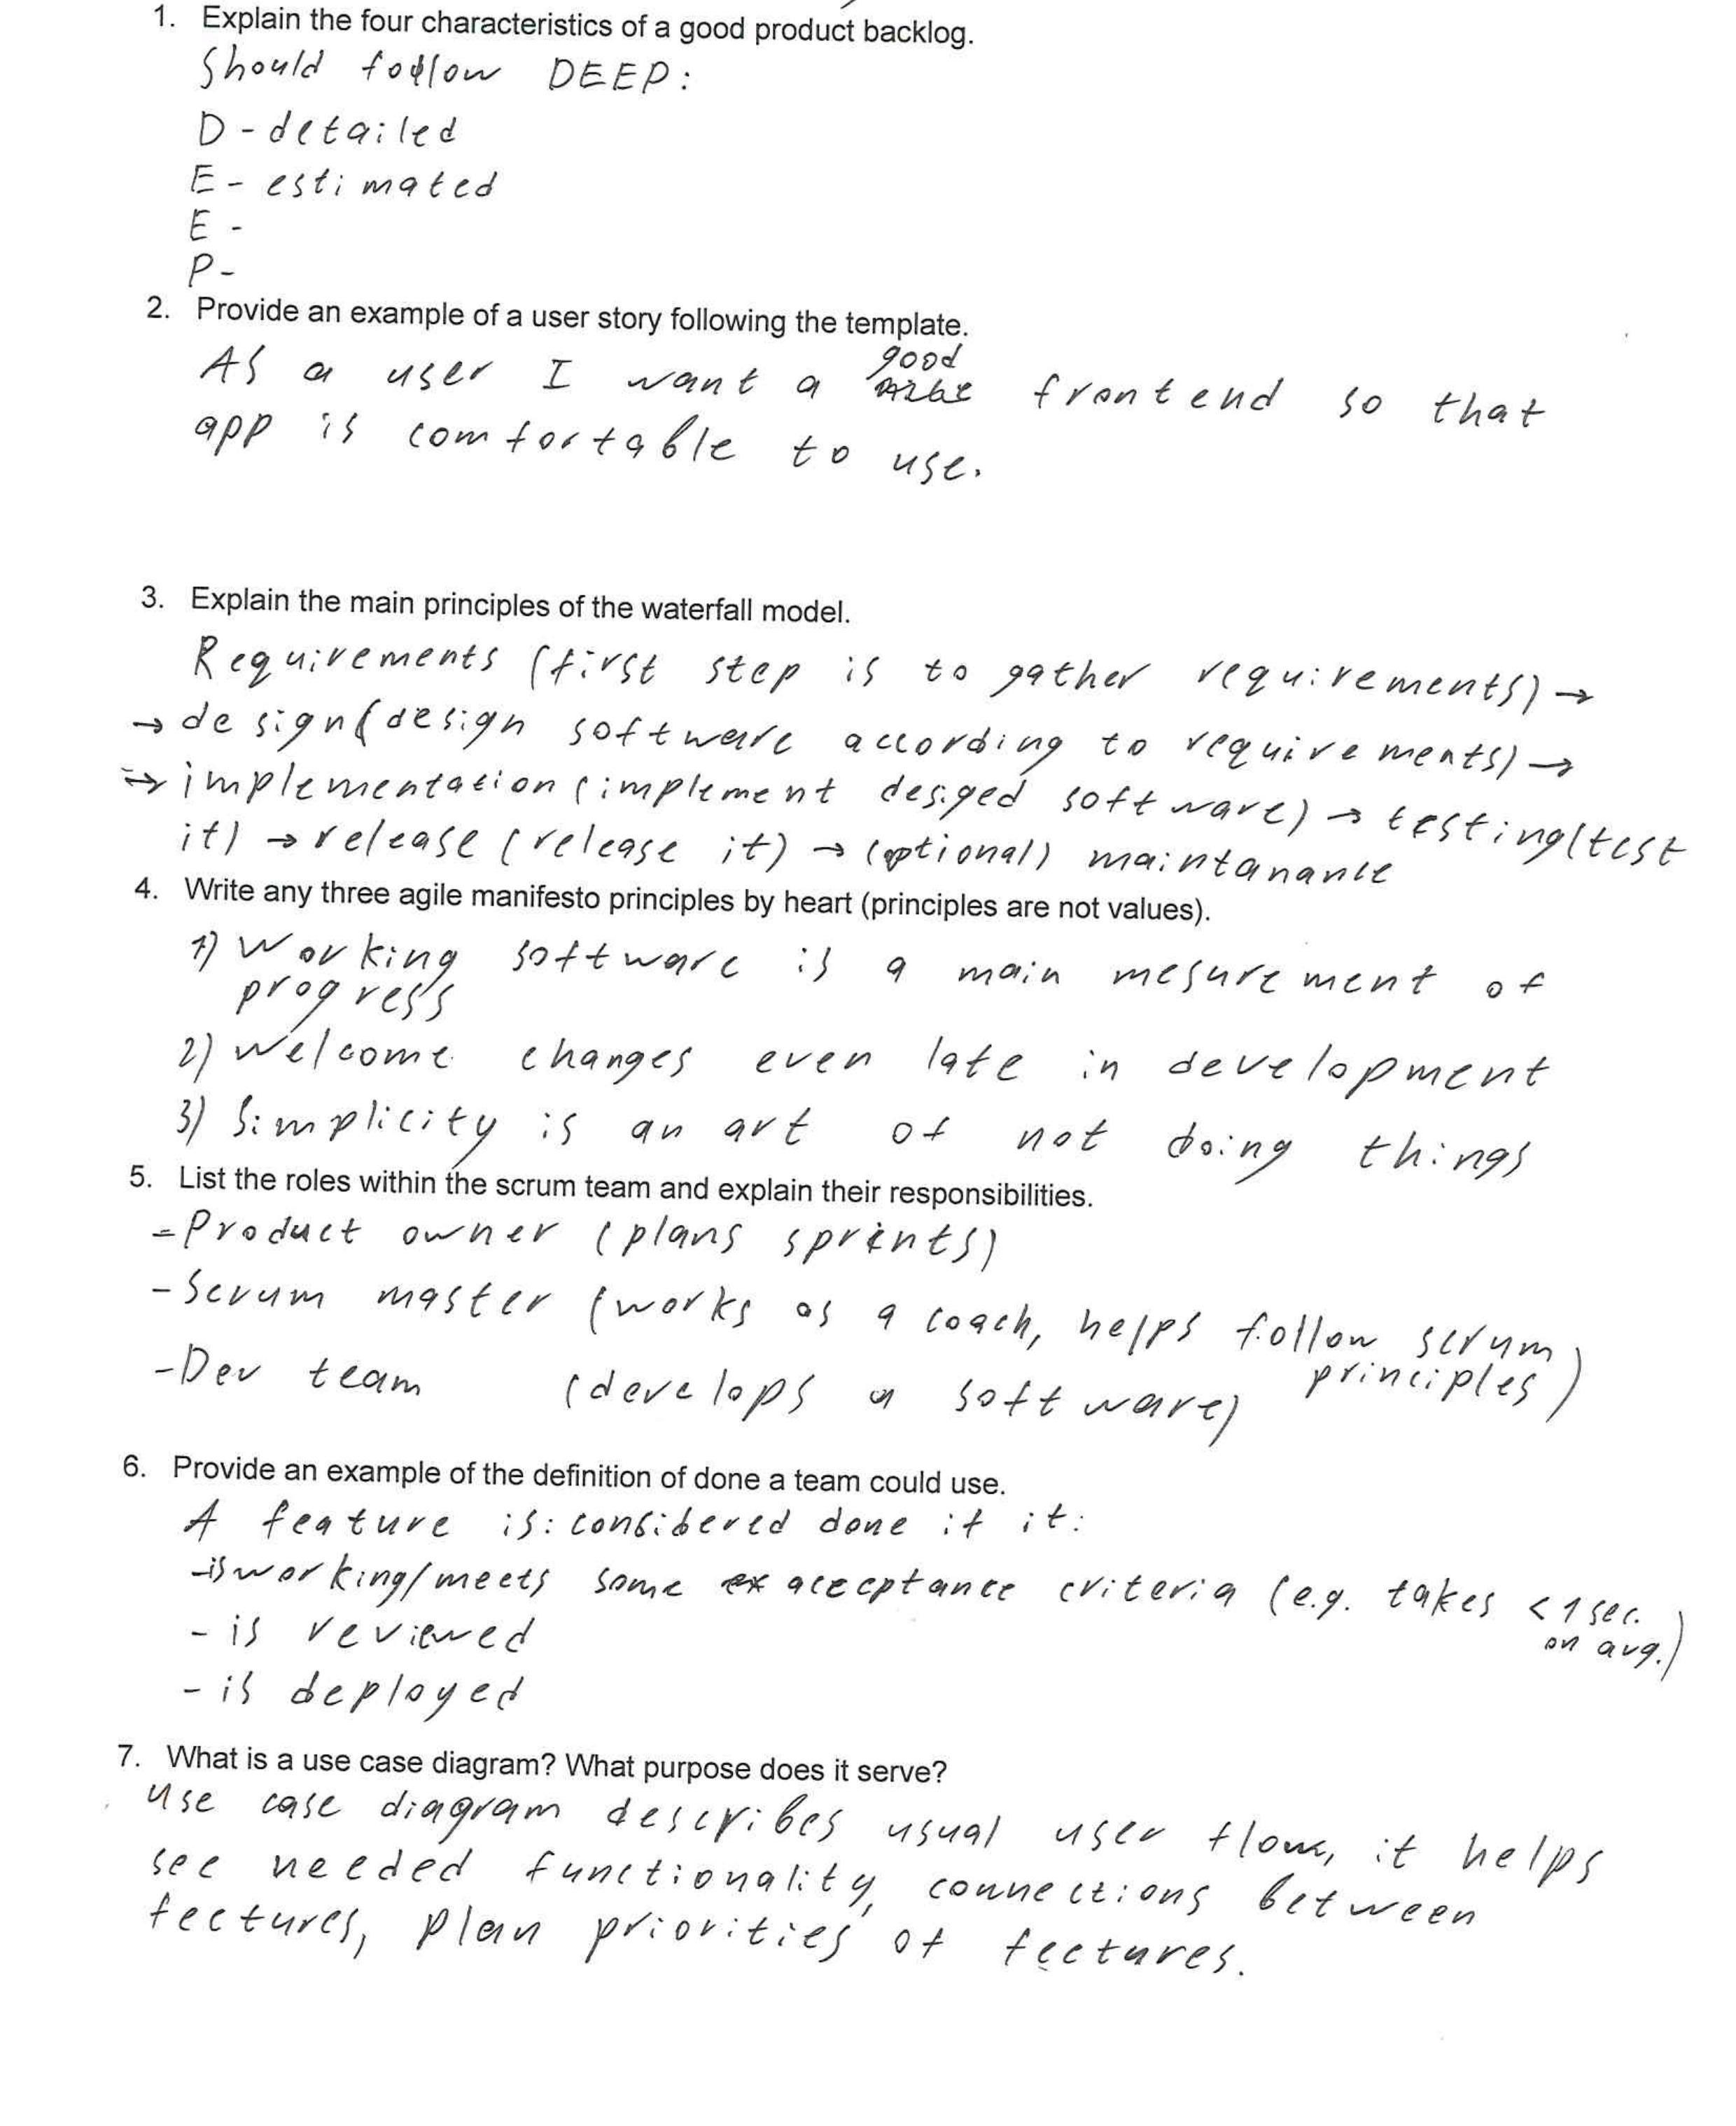 1. Explain the four characteristics of a good product backlog.
Should follow DEEP:
D - detailed
E - estimated
E -
P -
2. Provide an example of a user story following the template.
good
As a user I want a frontend so that
app is comfortable to use.
3. Explain the main principles of the waterfall model.
Requirements (first step is to gather requirements) →
→ design (design software according to requirements) →
→ implementation (implement desiged software) → testing (test
it) → release (release it) → (optional) maintanance
4. Write any three agile manifesto principles by heart (principles are not values).
1) Working software is a main mesurement of
progress
2) Welcome changes even late in development
3) Simplicity is an art of not doing things
5. List the roles within the scrum team and explain their responsibilities.
- Product owner (plans sprints)
- Scrum master (works as a coach, helps follow scrum
principles)
- Dev team (develops a software)
6. Provide an example of the definition of done a team could use.
A feature is: considered done if it:
- is working/meets some acceptance criteria (e.g. takes < 1 sec.
on avg.)
- is reviewed
- is deployed
7. What is a use case diagram? What purpose does it serve?
Use case diagram describes usual user flow, it helps
see needed functionality, connections between
fectures, plan priorities of fectures.